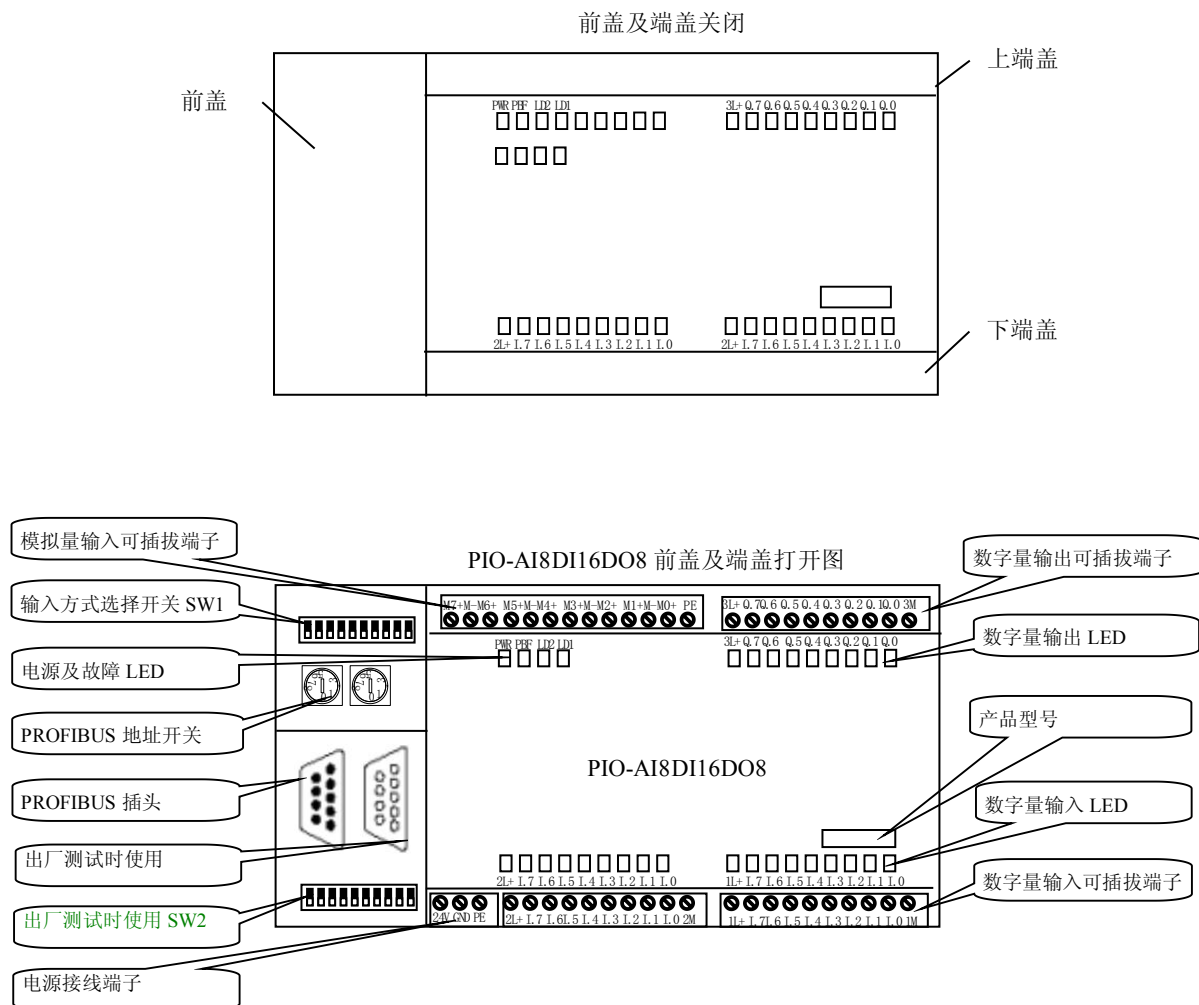 前盖及端盖关闭
上端盖
前盖
PWR PBF LD2 LD1
3L+ Q.7 Q.6 Q.5 Q.4 Q.3 Q.2 Q.1 Q.0
2L+ I.7 I.6 I.5 I.4 I.3 I.2 I.1 I.0
2L+ I.7 I.6 I.5 I.4 I.3 I.2 I.1 I.0
下端盖
模拟量输入可插拔端子
PIO-AI8DI16DO8 前盖及端盖打开图
数字量输出可插拔端子
输入方式选择开关 SW1
M7+M-M6+ M5+M-M4+ M3+M-M2+ M1+M-M0+ PE
3L+ Q.7Q.6 Q.5 Q.4 Q.3 Q.2 Q.1Q.0 3M
PWR PBF LD2 LD1
3L+ Q.7Q.6 Q.5 Q.4Q.3 Q.2 Q.1 Q.0
数字量输出 LED
电源及故障 LED
PROFIBUS 地址开关
产品型号
PIO-AI8DI16DO8
PROFIBUS 插头
数字量输入 LED
出厂测试时使用
2L+ I.7 I.6 I.5 I.4 I.3 I.2 I.1 I.0
1L+ I.7 I.6 I.5 I.4 I.3 I.2 I.1 I.0
数字量输入可插拔端子
出厂测试时使用 SW2
24V GND PE
2L+ I.7 I.6I.5 I.4 I.3 I.2 I.1 I.0 2M
1L+ I.7I.6 I.5 I.4 I.3 I.2 I.1 I.0 1M
电源接线端子